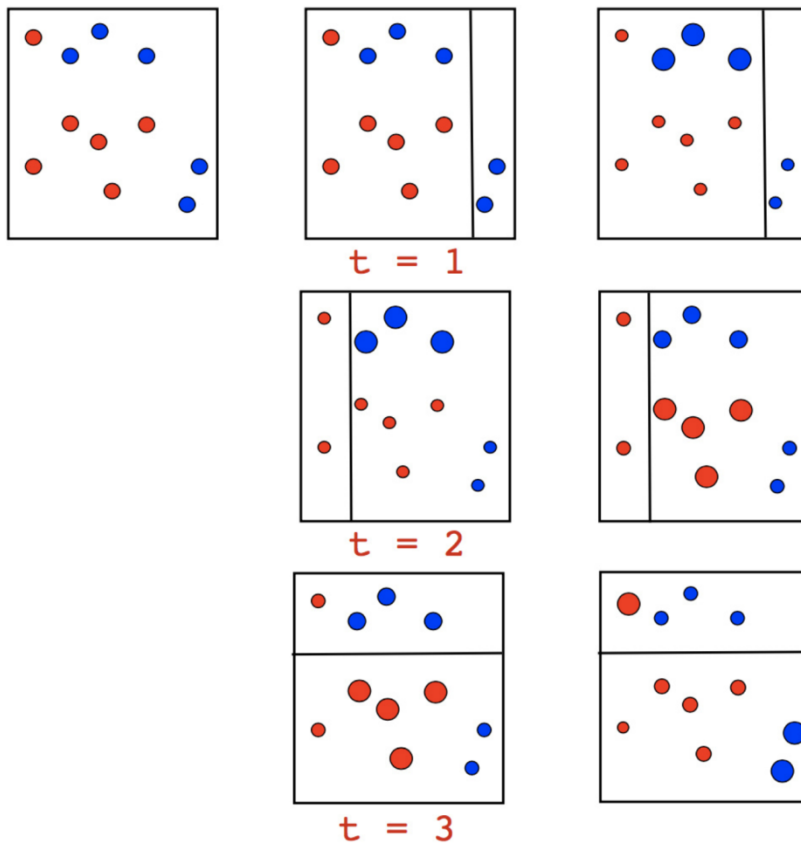 t = 1
t = 2
t = 3